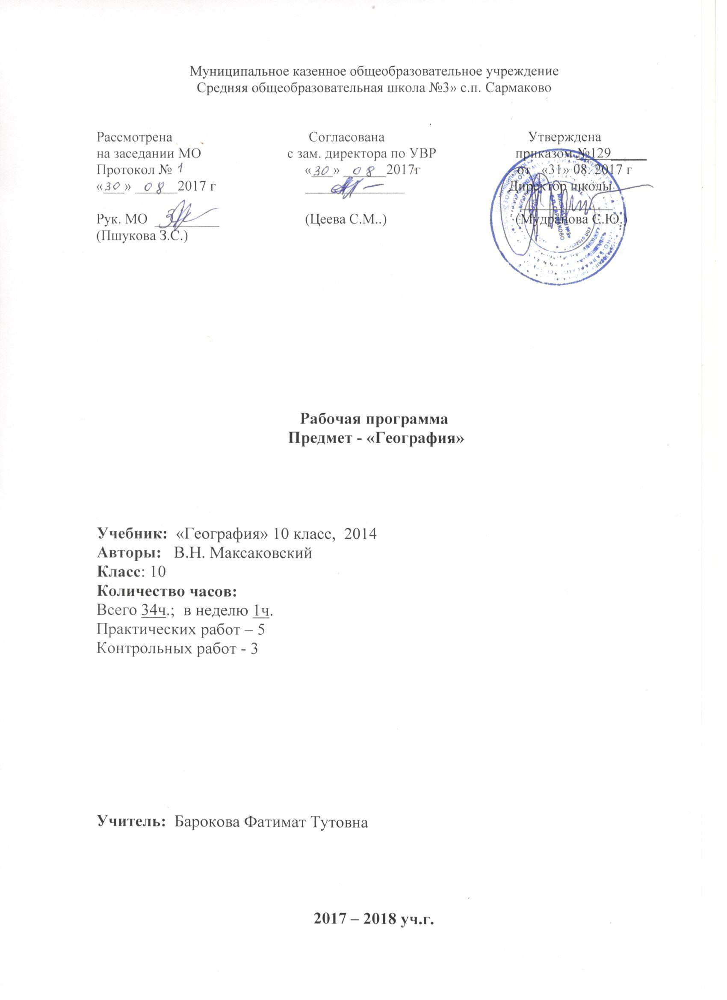 Муниципальное казенное общеобразовательное учреждение
Средняя общеобразовательная школа №3» с.п. Сармаково
Рассмотрена
на заседании МО
Протокол № 1
«30» 08 2017 г
Рук. МО
(Пшукова З.С.)
Согласована
с зам. директора по УВР
«30» 08 2017г
(Цеева С.М..)
Утверждена
приказом №129
от «31» 08. 2017 г
Директор школы
(Мудранова С.Ю.)
Рабочая программа
Предмет - «География»
Учебник: «География» 10 класс, 2014
Авторы: В.Н. Максаковский
Класс: 10
Количество часов:
Всего 34ч.; в неделю 1ч.
Практических работ – 5
Контрольных работ - 3
Учитель: Барокова Фатимат Тутовна
2017 – 2018 уч.г.